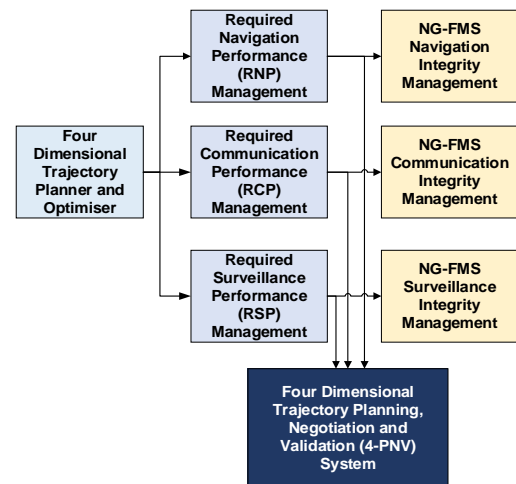 Required
Navigation
Performance
(RNP)
Management
NG-FMS
Navigation
Integrity
Management
Four
Dimensional
Trajectory
Planner and
Optimiser
Required
Communication
Performance
(RCP)
Management
NG-FMS
Communication
Integrity
Management
Required
Surveillance
Performance
(RSP)
Management
NG-FMS
Surveillance
Integrity
Management
Four Dimensional
Trajectory Planning,
Negotiation and
Validation (4-PNV)
System